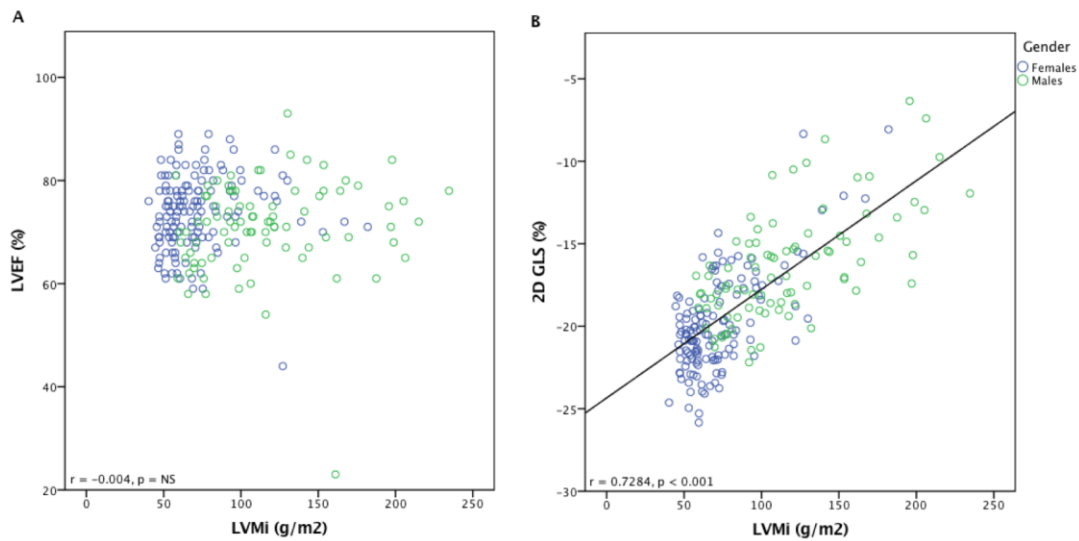 A
100
80
60
40
20
0
50
100
150
200
250
LVEF (%)
LVMi (g/m2)
r = −0.004, p = NS
B
−5
−10
−15
−20
−25
−30
0
50
100
150
200
250
2D GLS (%)
LVMi (g/m2)
r = 0.7284, p < 0.001
Gender
Females
Males